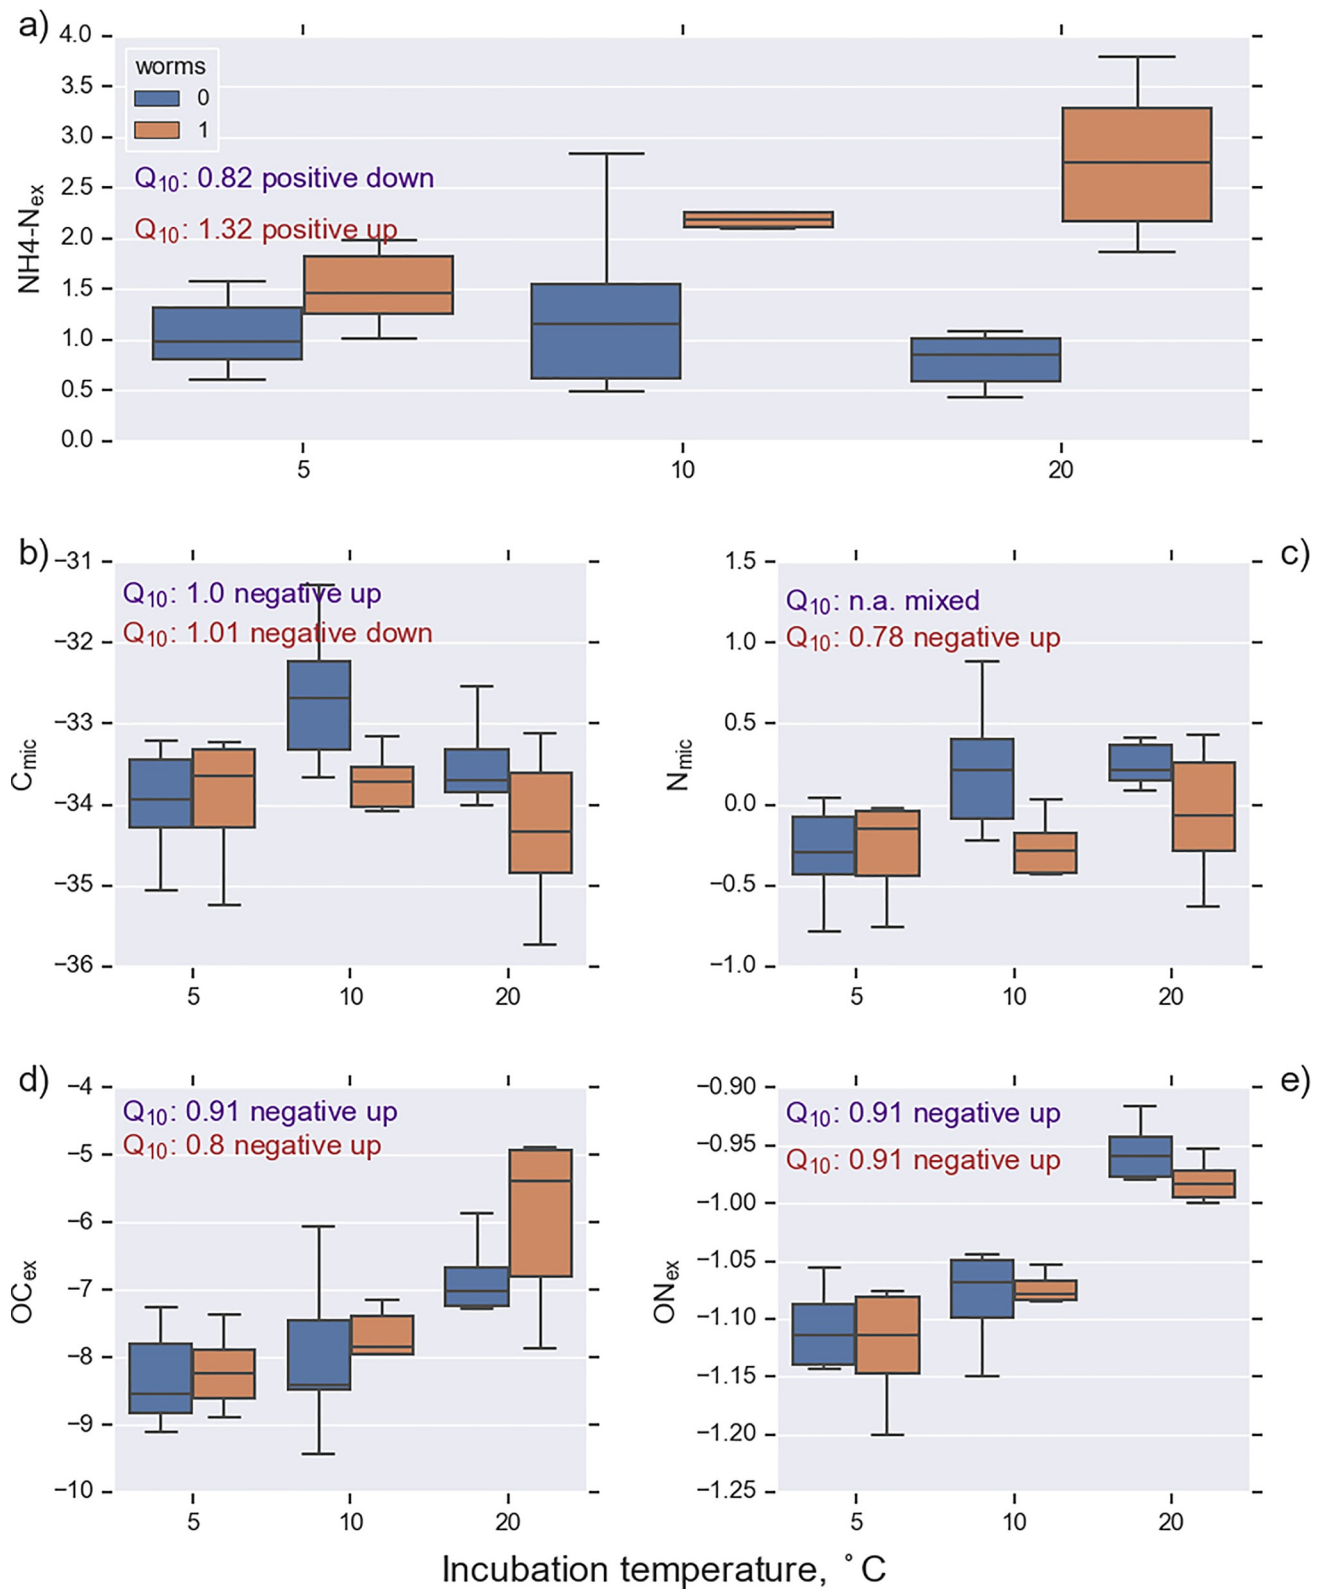 a)
4.0
3.5
3.0
2.5
2.0
1.5
1.0
0.5
0.0
NH4-Nex
worms
0
1
Q10: 0.82 positive down
Q10: 1.32 positive up
5 10 20
b)
−31
−32
−33
−34
−35
−36
Cmic
Q10: 1.0 negative up
Q10: 1.01 negative down
5 10 20
c)
1.5
1.0
0.5
0.0
−0.5
−1.0
Nmic
Q10: n.a. mixed
Q10: 0.78 negative up
5 10 20
d)
−4
−5
−6
−7
−8
−9
−10
OCex
Q10: 0.91 negative up
Q10: 0.8 negative up
5 10 20
e)
−0.90
−0.95
−1.00
−1.05
−1.10
−1.15
−1.20
−1.25
ONex
Q10: 0.91 negative up
Q10: 0.91 negative up
5 10 20
Incubation temperature, °C